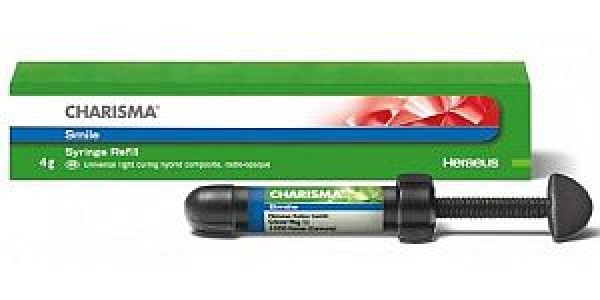 CHARISMA®
Smile
Syringe Refill
4g
Universal light curing hybrid composite, radio-opaque
Heraeus
CHARISMA®
Smile